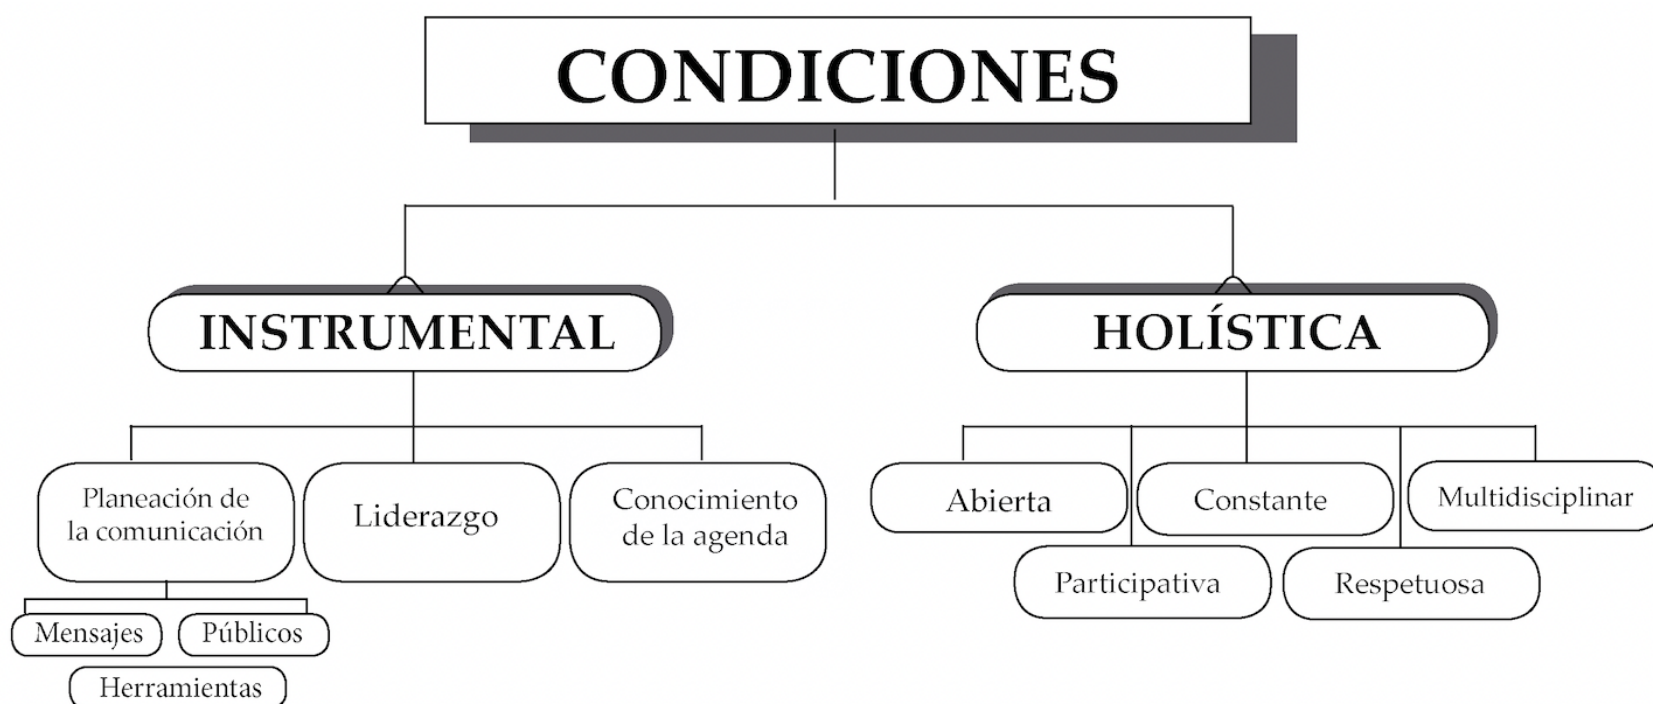 CONDICIONES
INSTRUMENTAL
HOLÍSTICA
Planeación de
la comunicación
Liderazgo
Conocimiento
de la agenda
Mensajes
Públicos
Herramientas
Abierta
Constante
Multidisciplinar
Participativa
Respetuosa